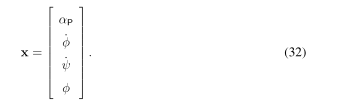 x = [ α_P
φ̇
ψ̇
φ ] . (32)